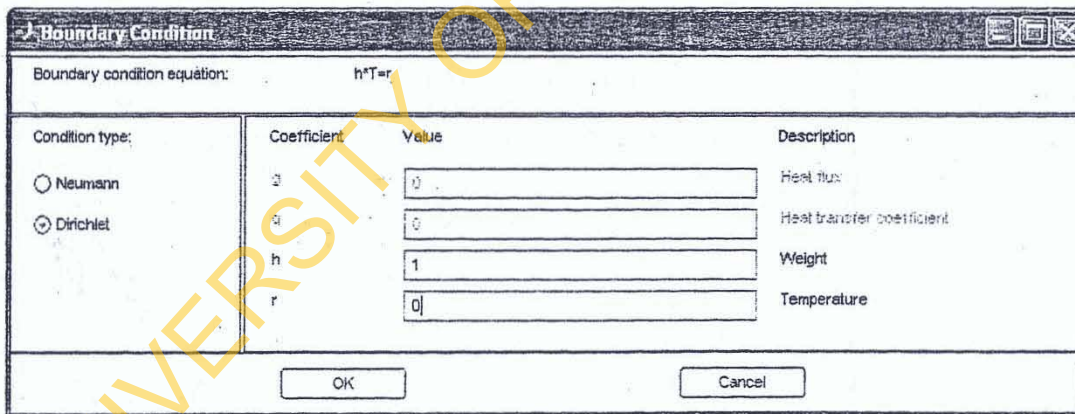 Boundary Condition
Boundary condition equation: h*T=r
Condition type: Coefficient Value Description
Neumann g 0 Heat flux
Dirichlet q 0 Heat transfer coefficient
h 1 Weight
r 0 Temperature
OK Cancel
VERSITY O